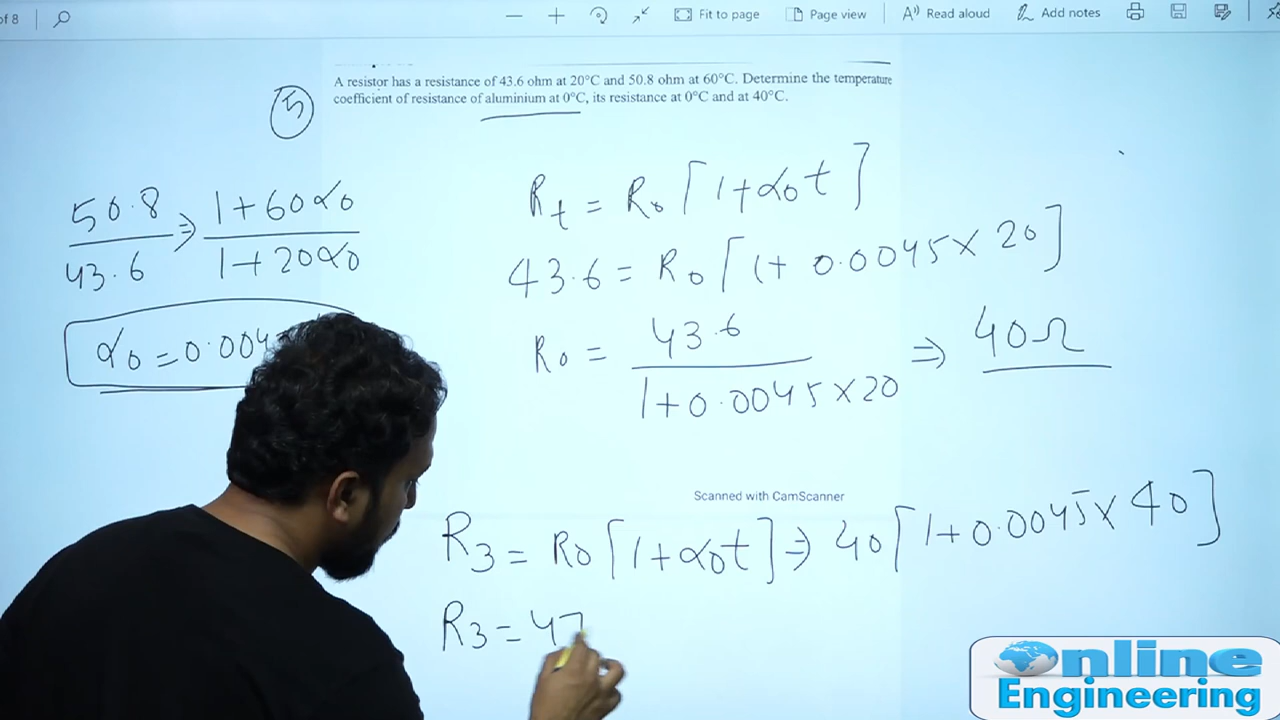 of 8
Fit to page
Page view
Read aloud
Add notes
A resistor has a resistance of 43.6 ohm at 20°C and 50.8 ohm at 60°C. Determine the temperature
coefficient of resistance of aluminium at 0°C, its resistance at 0°C and at 40°C.
5
50.8 / 43.6 ⇒ 1+60α0 / 1+20α0
α0=0.004
Rt = R0[1+α0t]
43.6 = R0[1+ 0.0045×20]
R0 = 43.6 / 1+0.0045×20 ⇒ 40Ω
Scanned with CamScanner
R3 = R0[1+α0t] ⇒ 40[1+0.0045×40]
R3 = 47
Online
Engineering